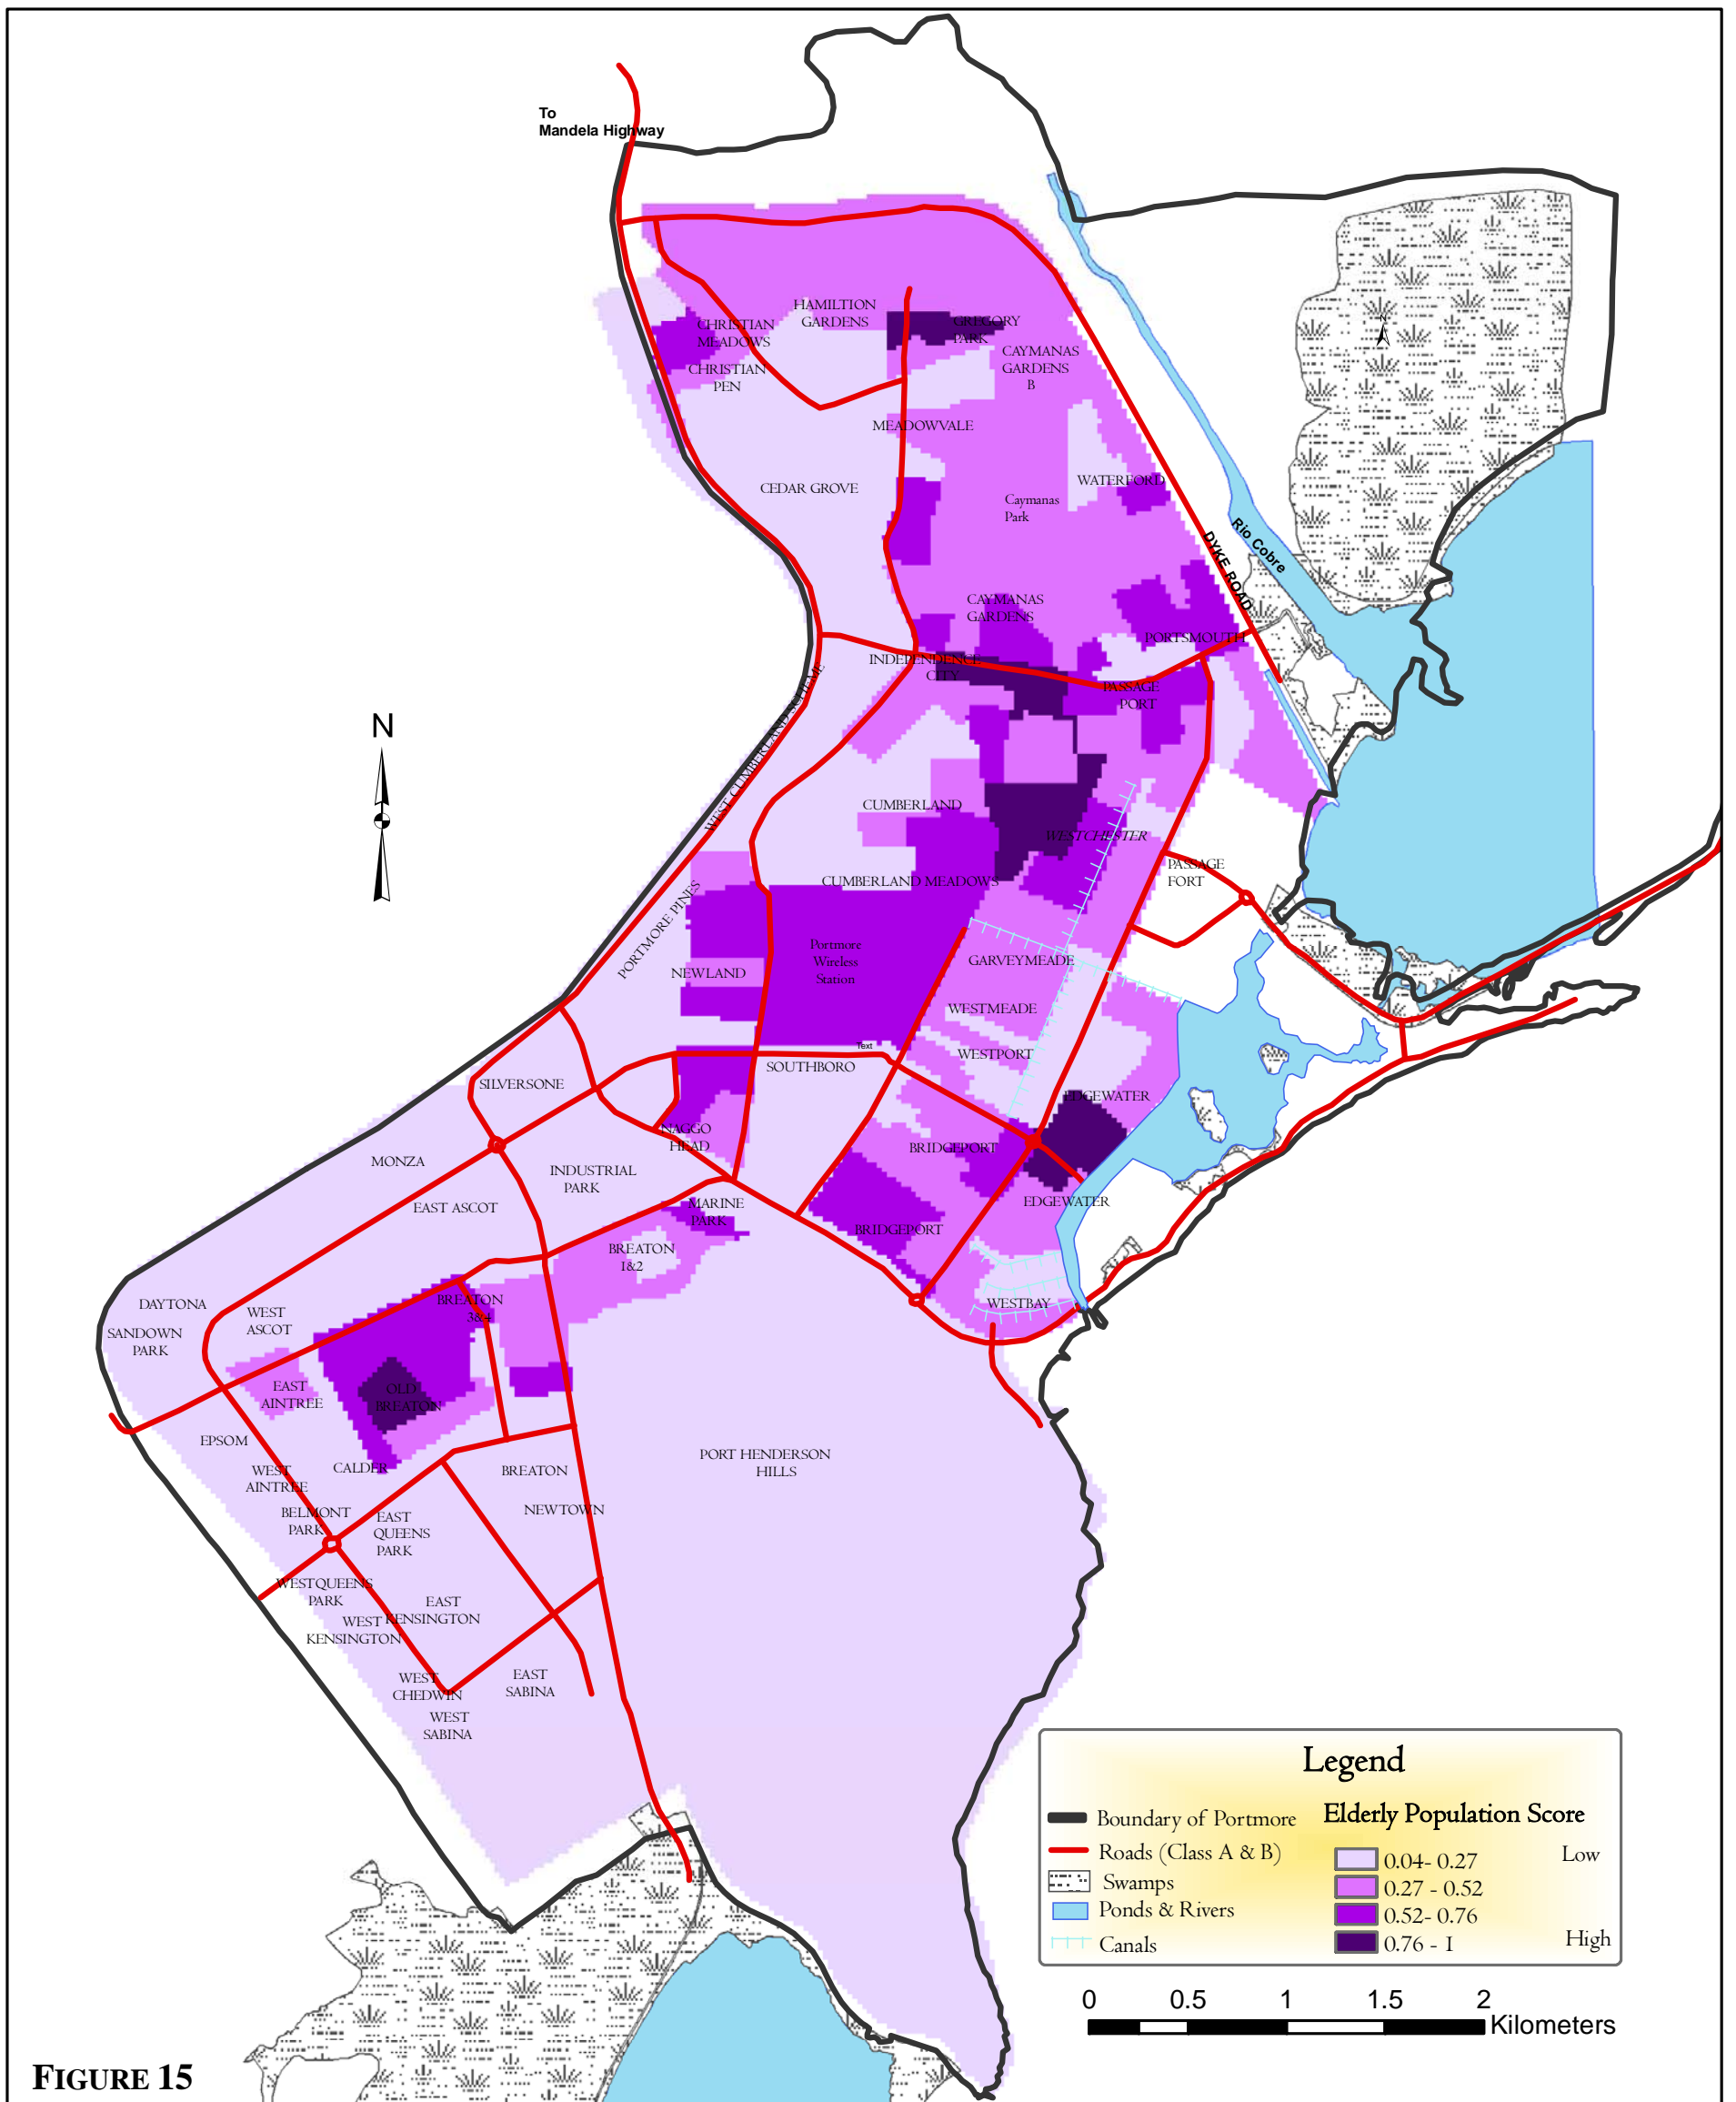 To
Mandela Highway
HAMILTION
GARDENS
GREGORY
PARK
CHRISTIAN
MEADOWS
CHRISTIAN
PEN
CAYMANAS
GARDENS
B
N
MEADOWVALE
CEDAR GROVE
WATERFORD
Caymanas
Park
DYKE ROAD
Rio Cobre
CAYMANAS
GARDENS
PORTSMOUTH
INDEPENDENCE
CITY
PASSAGE
PORT
WEST CUMBERLAND SCHEME
N
CUMBERLAND
WESTCHESTER
PASSAGE
FORT
CUMBERLAND MEADOWS
PORTMORE PINES
Portmore
Wireless
Station
NEWLAND
GARVEYMEADE
WESTMEADE
Text
WESTPORT
SOUTHBORO
SILVERSONE
EDGEWATER
NAGGO
HEAD
BRIDGEPORT
MONZA
INDUSTRIAL
PARK
EDGEWATER
EAST ASCOT
MARINE
PARK
BRIDGEPORT
BREATON
1&2
BREATON
3&4
WESTBAY
DAYTONA
WEST
ASCOT
SANDOWN
PARK
EAST
AINTREE
OLD
BREATON
EPSOM
CALDER
WEST
AINTREE
BREATON
NEWTOWN
PORT HENDERSON
HILLS
BELMONT
PARK
EAST
QUEENS
PARK
WESTQUEENS
PARK
EAST
KENSINGTON
WEST
KENSINGTON
WEST
CHEDWIN
EAST
SABINA
WEST
SABINA
Legend
Boundary of Portmore
Roads (Class A & B)
Swamps
Ponds & Rivers
Canals
Elderly Population Score
0.04- 0.27
Low
0.27 - 0.52
0.52- 0.76
0.76 - 1
High
0 0.5 1 1.5 2
Kilometers
FIGURE 15